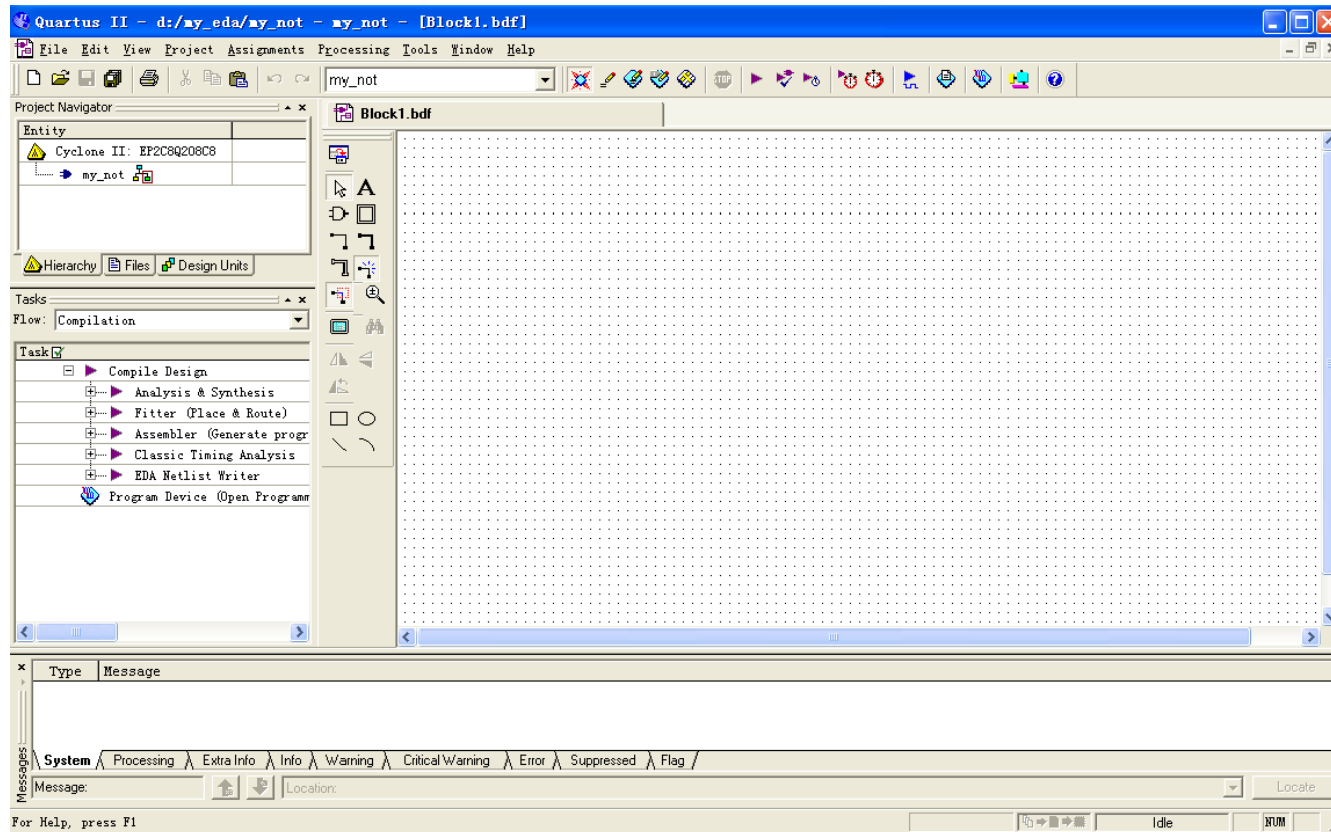 Quartus II - d:/my_eda/my_not - my_not - [Block1.bdf]
File Edit View Project Assignments Processing Tools Window Help
my_not
STOP
Project Navigator
Block1.bdf
Entity
Cyclone II: EP2C8Q208C8
my_not
A
Hierarchy Files Design Units
Tasks
Flow: Compilation
Task
Compile Design
Analysis & Synthesis
Fitter (Place & Route)
Assembler (Generate progr
Classic Timing Analysis
EDA Netlist Writer
Program Device (Open Programm
Type Message
System Processing Extra Info Info Warning Critical Warning Error Suppressed Flag
Messages
Message: Location: Locate
For Help, press F1 Idle NUM